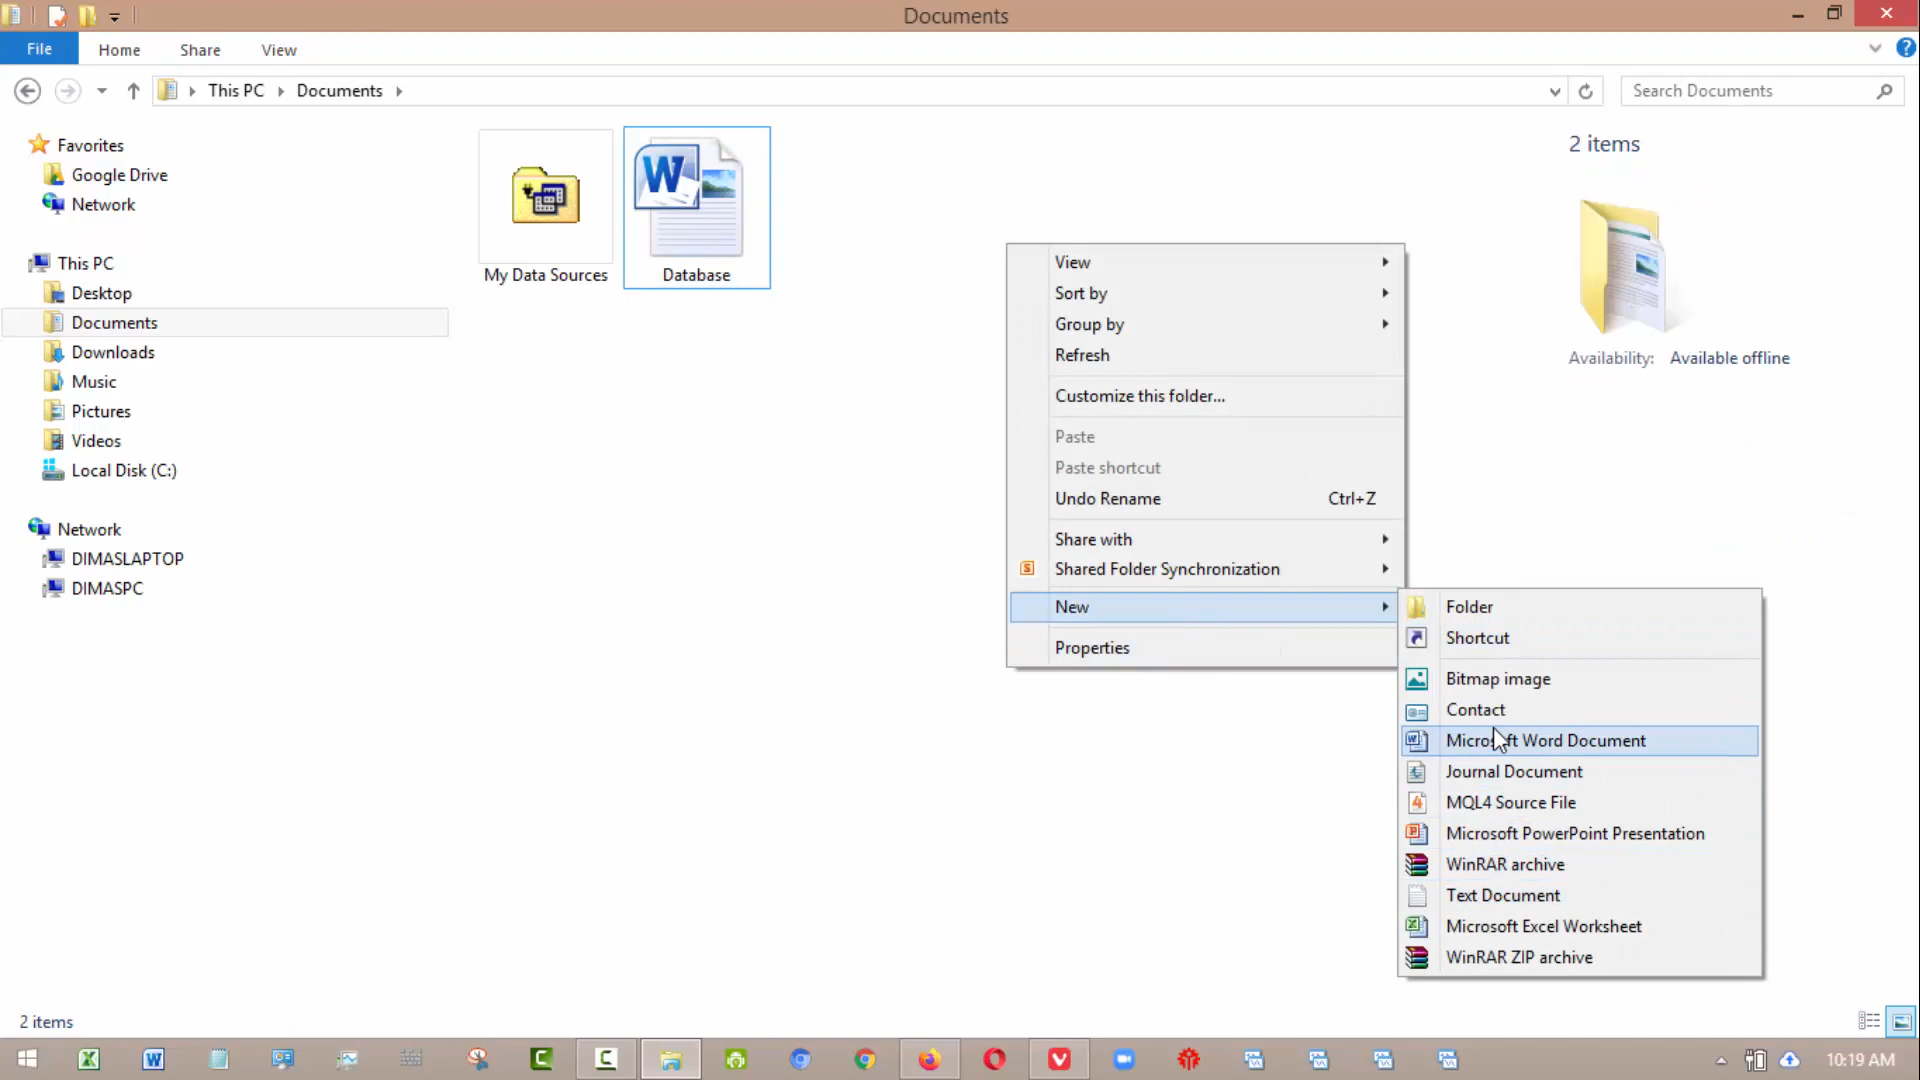 Documents
File Home Share View
This PC Documents Search Documents
Favorites
Google Drive
Network
This PC
Desktop
Documents
Downloads
Music
Pictures
Videos
Local Disk (C:)
Network
DIMASLAPTOP
DIMASPC
My Data Sources
W
Database
2 items
Availability: Available offline
View
Sort by
Group by
Refresh
Customize this folder...
Paste
Paste shortcut
Undo Rename Ctrl+Z
Share with
S Shared Folder Synchronization
New
Properties
Folder
Shortcut
Bitmap image
Contact
Microsoft Word Document
Journal Document
4 MQL4 Source File
Microsoft PowerPoint Presentation
WinRAR archive
Text Document
Microsoft Excel Worksheet
WinRAR ZIP archive
2 items
10:19 AM